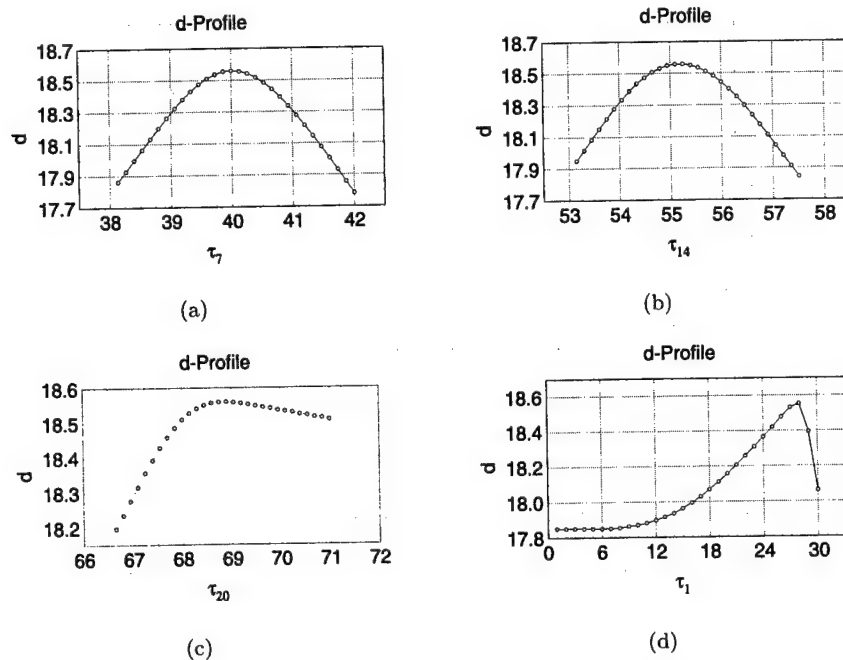 d-Profile
18.7
18.5
18.3
18.1
17.9
17.7
d
38 39 40 41 42
τ7
(a)
d-Profile
18.7
18.5
18.3
18.1
17.9
17.7
d
53 54 55 56 57 58
τ14
(b)
d-Profile
18.6
18.5
18.4
18.3
18.2
d
66 67 68 69 70 71 72
τ20
(c)
d-Profile
18.6
18.4
18.2
18.0
17.8
d
0 6 12 18 24 30
τ1
(d)